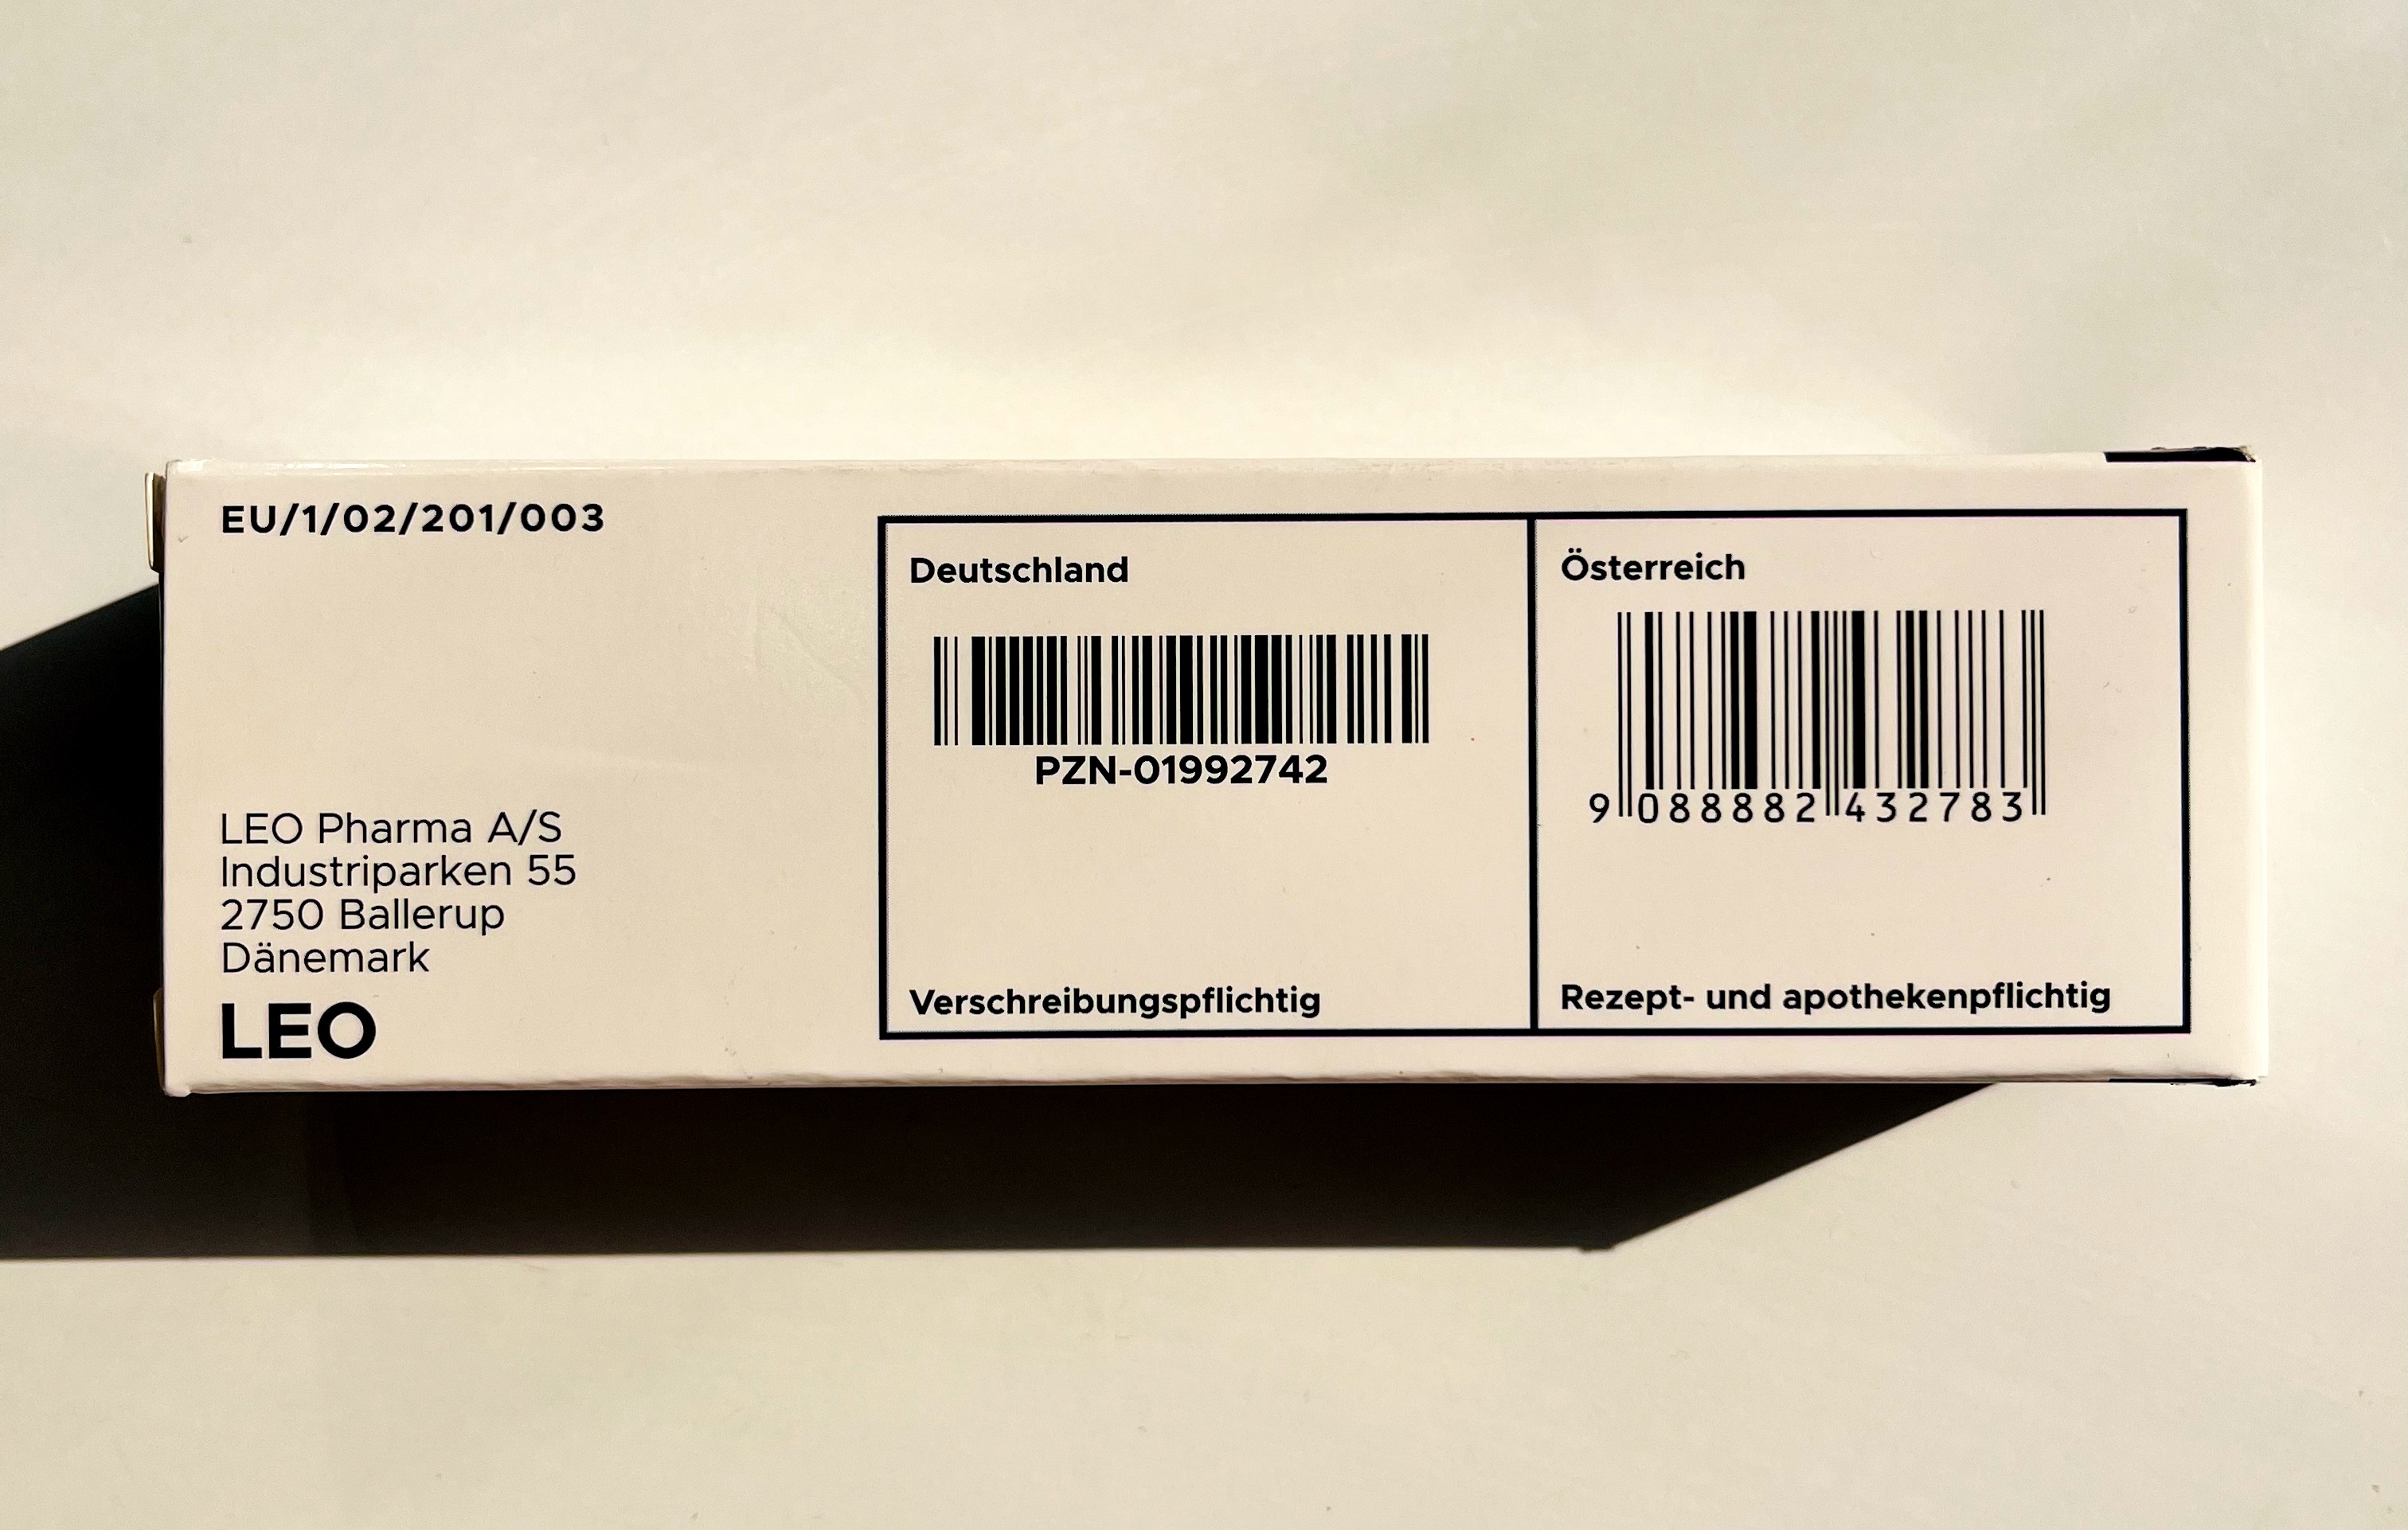 EU/1/02/201/003
LEO Pharma A/S
Industriparken 55
2750 Ballerup
Dänemark
LEO
Deutschland
PZN-01992742
Verschreibungspflichtig
Österreich
9 088882 432783
Rezept- und apothekenpflichtig